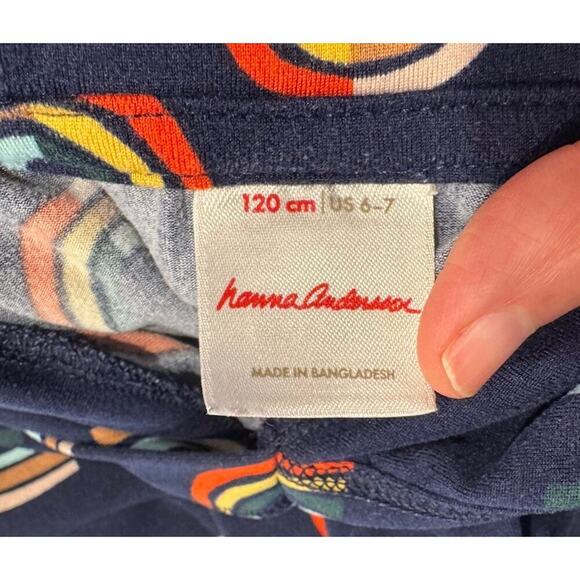 120 cm | US 6–7
hanna andersson
MADE IN BANGLADESH